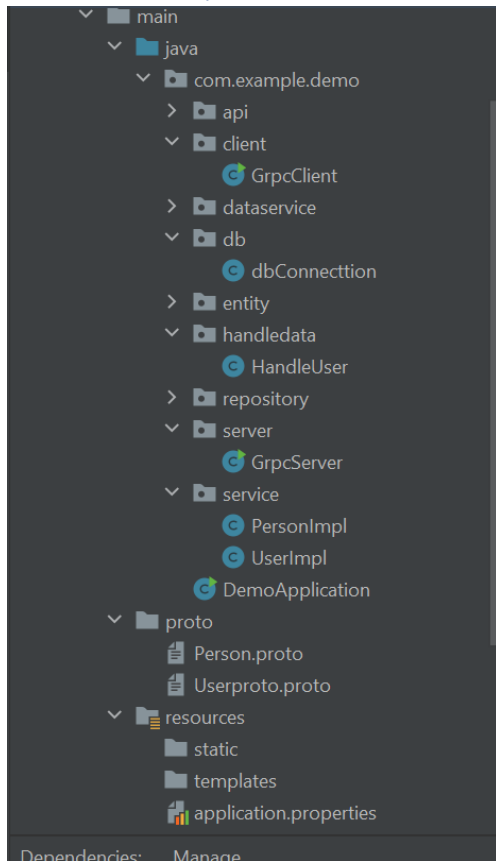 main
java
com.example.demo
api
client
GrpcClient
dataservice
db
dbConnecttion
entity
handledata
HandleUser
repository
server
GrpcServer
service
PersonImpl
UserImpl
DemoApplication
proto
Person.proto
Userproto.proto
resources
static
templates
application.properties
Dependencies: Manage